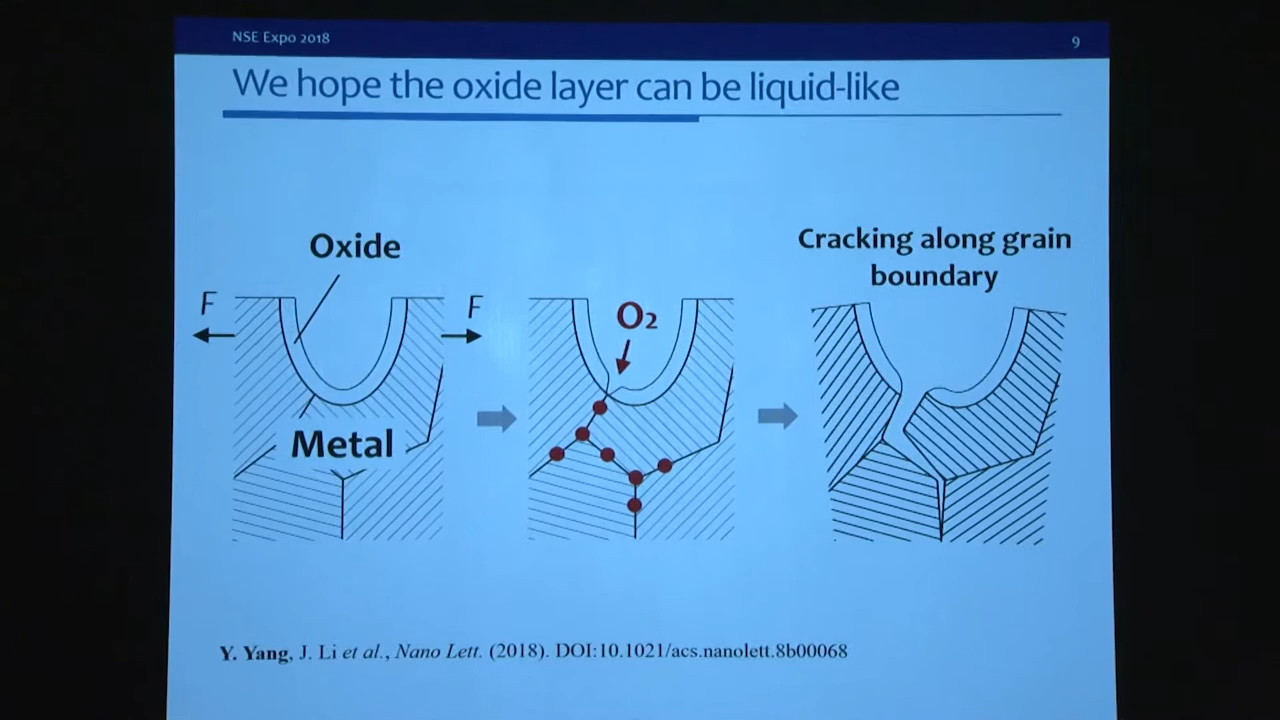 NSE Expo 2018
9
We hope the oxide layer can be liquid-like
Oxide
F
F
Metal
O₂
Cracking along grain
boundary
Y. Yang, J. Li et al., Nano Lett. (2018). DOI:10.1021/acs.nanolett.8b00068